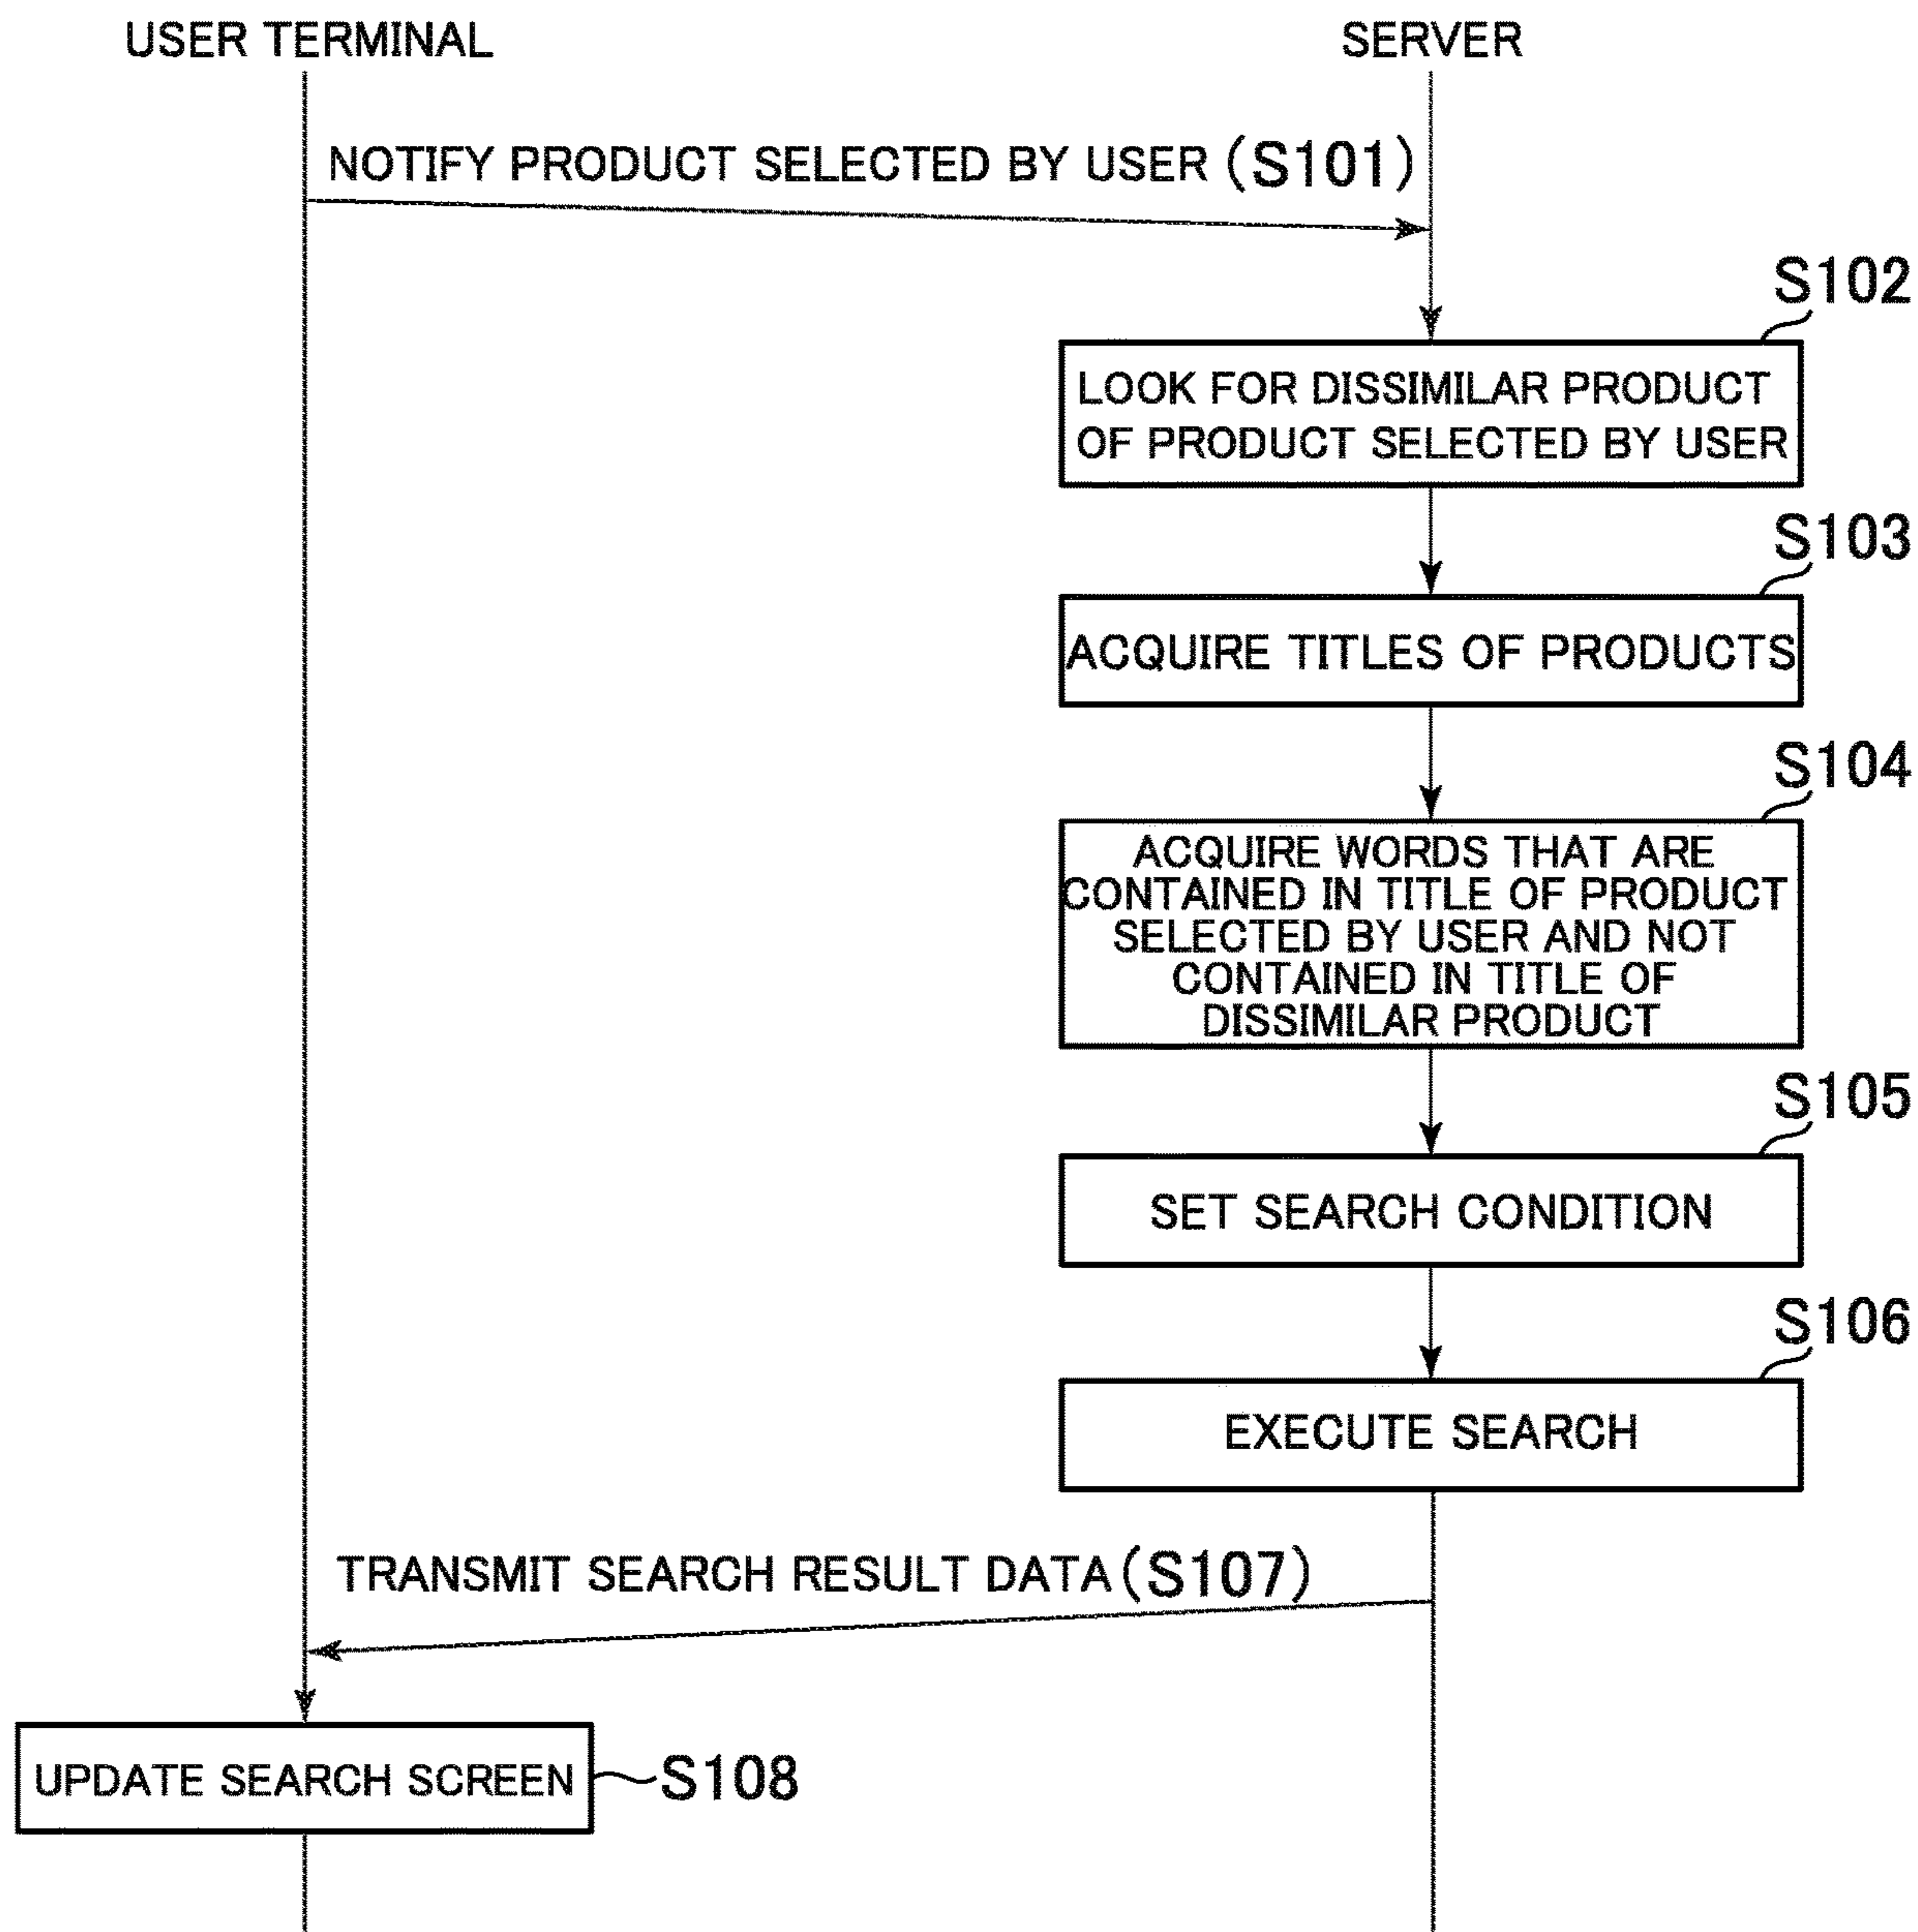 USER TERMINAL
SERVER
NOTIFY PRODUCT SELECTED BY USER (S101)
S102
LOOK FOR DISSIMILAR PRODUCT
OF PRODUCT SELECTED BY USER
S103
ACQUIRE TITLES OF PRODUCTS
S104
ACQUIRE WORDS THAT ARE
CONTAINED IN TITLE OF PRODUCT
SELECTED BY USER AND NOT
CONTAINED IN TITLE OF
DISSIMILAR PRODUCT
S105
SET SEARCH CONDITION
S106
EXECUTE SEARCH
TRANSMIT SEARCH RESULT DATA (S107)
UPDATE SEARCH SCREEN
S108